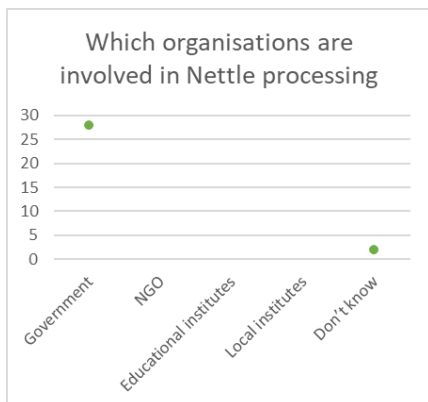 Which organisations are
involved in Nettle processing
30
25
20
15
10
5
0
Government
NGO
Educational institutes
Local institutes
Don't know